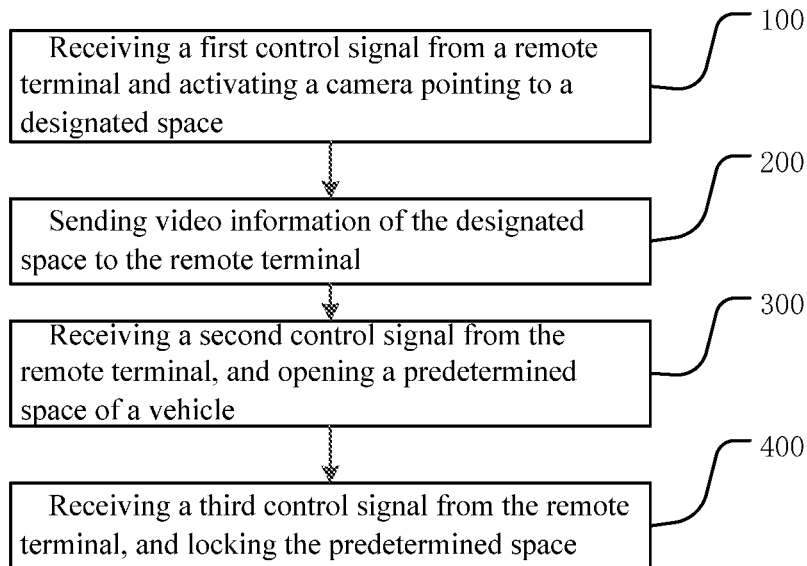 Receiving a first control signal from a remote
terminal and activating a camera pointing to a
designated space
100
Sending video information of the designated
space to the remote terminal
200
Receiving a second control signal from the
remote terminal, and opening a predetermined
space of a vehicle
300
Receiving a third control signal from the remote
terminal, and locking the predetermined space
400